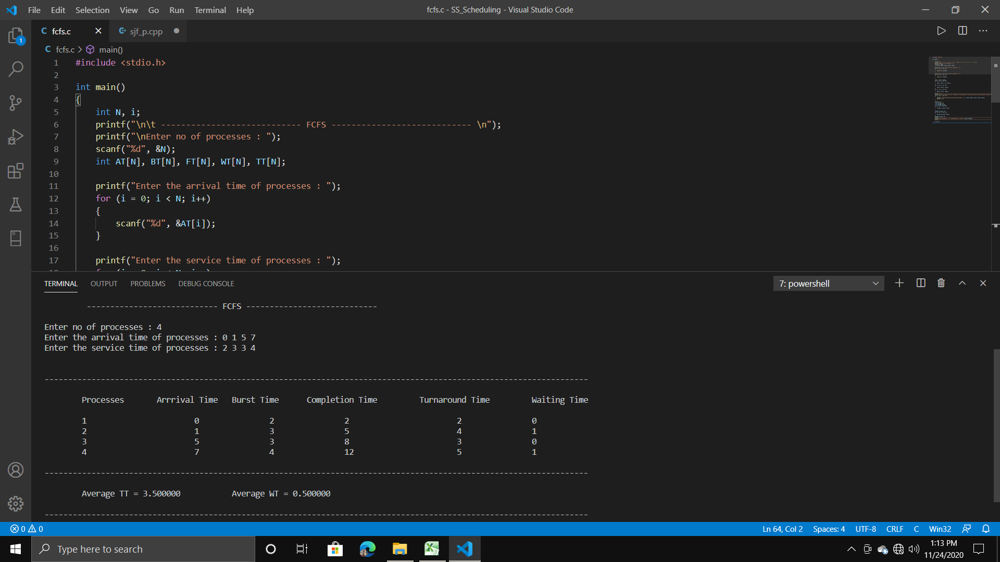 File Edit Selection View Go Run Terminal Help fcfs.c - SS_Scheduling - Visual Studio Code
C fcfs.c sjf_p.cpp
1
C fcfs.c > main()
1 #include <stdio.h>
2
3 int main()
4 {
5 int N, i;
6 printf("\n\t ---------------------------- FCFS ---------------------------- \n");
7 printf("\nEnter no of processes : ");
8 scanf("%d", &N);
9 int AT[N], BT[N], FT[N], WT[N], TT[N];
10
11 printf("Enter the arrival time of processes : ");
12 for (i = 0; i < N; i++)
13 {
14 scanf("%d", &AT[i]);
15 }
16
17 printf("Enter the service time of processes : ");
TERMINAL OUTPUT PROBLEMS DEBUG CONSOLE 7: powershell
---------------------------- FCFS ----------------------------
Enter no of processes : 4
Enter the arrival time of processes : 0 1 5 7
Enter the service time of processes : 2 3 3 4
--------------------------------------------------------------------------------------------------------------------
Processes Arrrival Time Burst Time Completion Time Turnaround Time Waiting Time
1 0 2 2 2 0
2 1 3 5 4 1
3 5 3 8 3 0
4 7 4 12 5 1
--------------------------------------------------------------------------------------------------------------------
Average TT = 3.500000 Average WT = 0.500000
--------------------------------------------------------------------------------------------------------------------
0 0 Ln 64, Col 2 Spaces: 4 UTF-8 CRLF C Win32
Type here to search
1:13 PM
11/24/2020